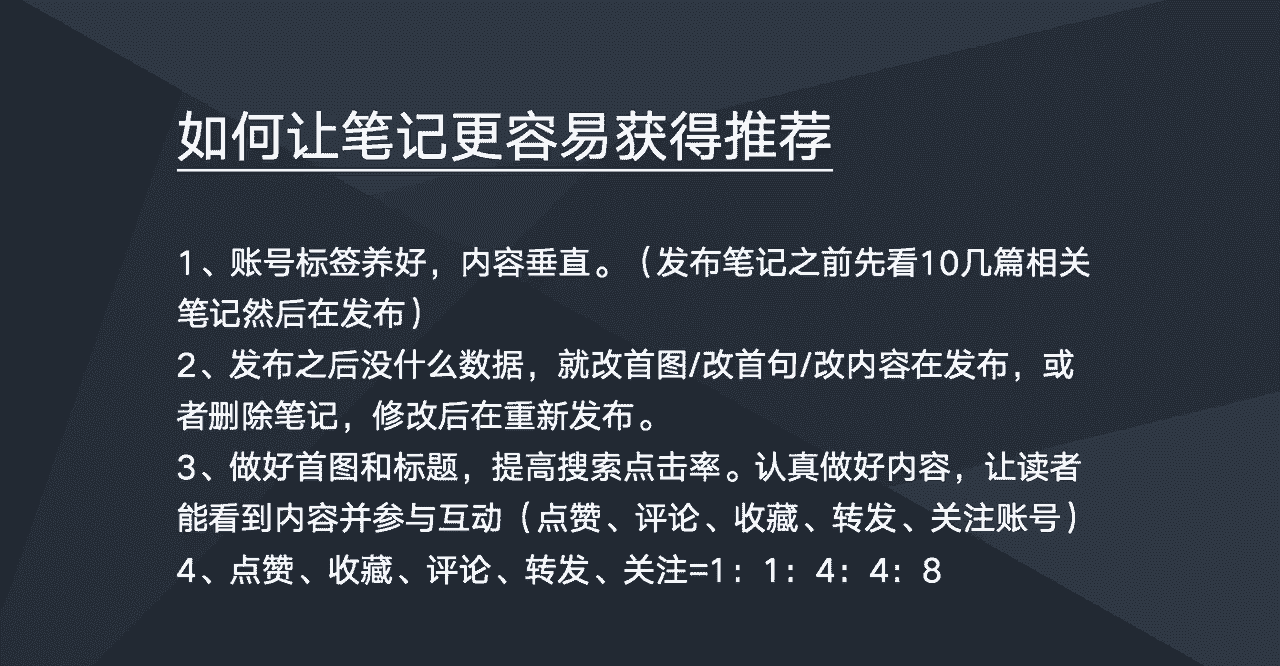 如何让笔记更容易获得推荐
1、账号标签养好，内容垂直。（发布笔记之前先看10几篇相关
笔记然后在发布）
2、发布之后没什么数据，就改首图/改首句/改内容在发布，或
者删除笔记，修改后在重新发布。
3、做好首图和标题，提高搜索点击率。认真做好内容，让读者
能看到内容并参与互动（点赞、评论、收藏、转发、关注账号）
4、点赞、收藏、评论、转发、关注=1：1：4：4：8